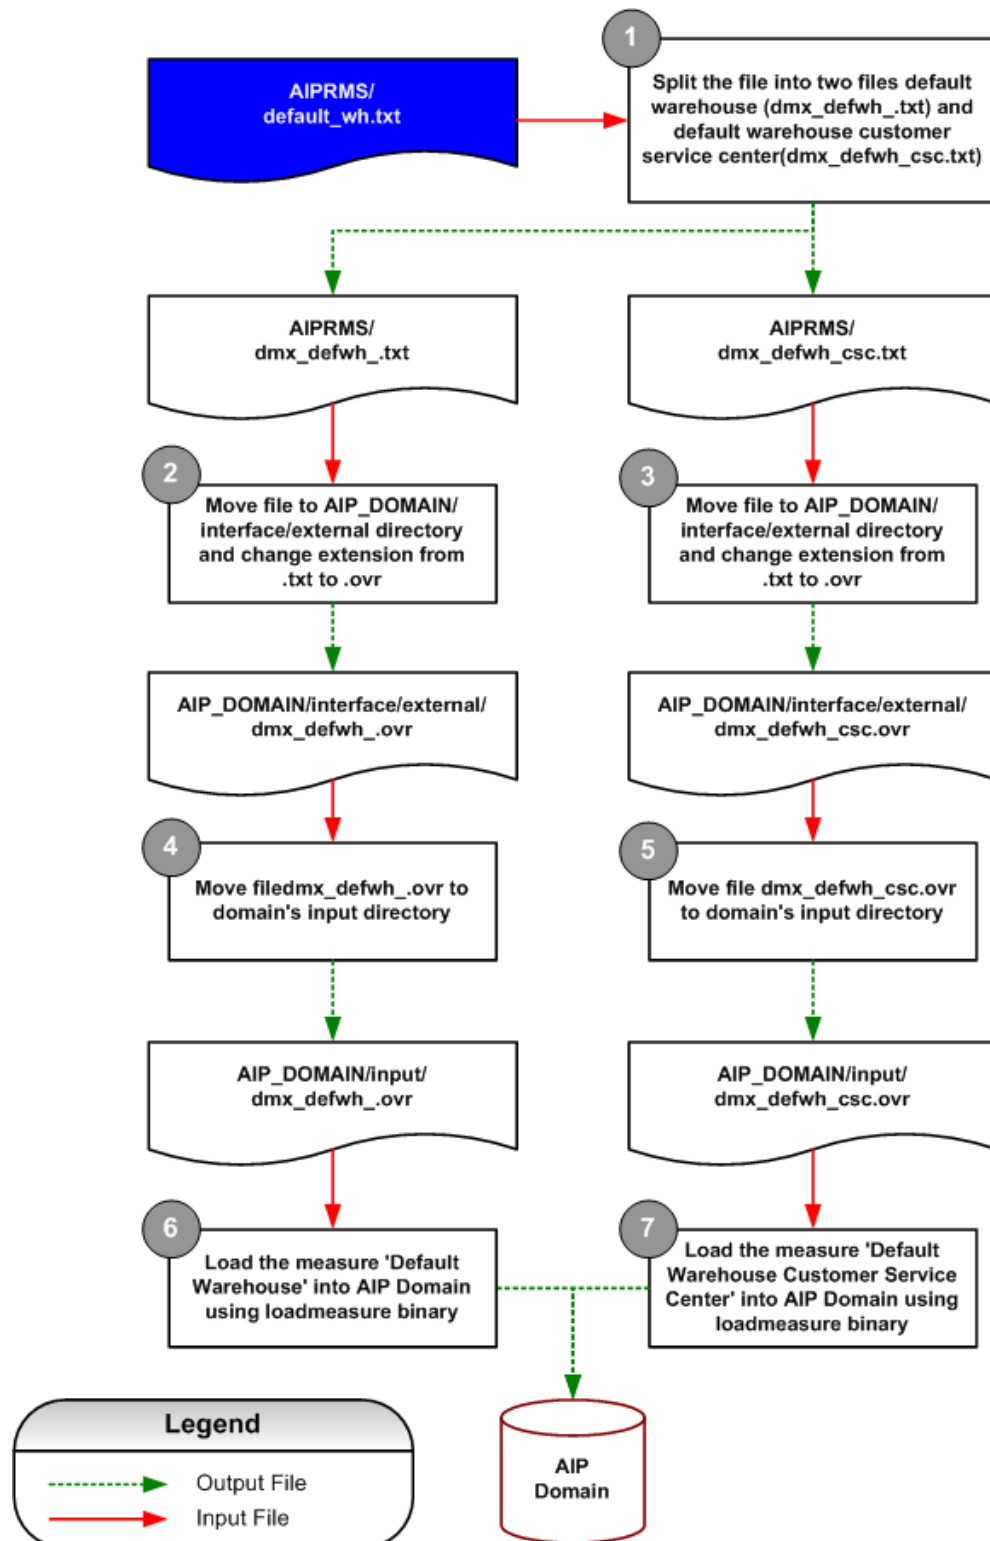 1
AIPRMS/
default_wh.txt
Split the file into two files default
warehouse (dmx_defwh_.txt) and
default warehouse customer
service center(dmx_defwh_csc.txt)
AIPRMS/
dmx_defwh_.txt
AIPRMS/
dmx_defwh_csc.txt
2
Move file to AIP_DOMAIN/
interface/external directory
and change extension from
.txt to .ovr
3
Move file to AIP_DOMAIN/
interface/external directory
and change extension from
.txt to .ovr
AIP_DOMAIN/interface/external/
dmx_defwh_.ovr
AIP_DOMAIN/interface/external/
dmx_defwh_csc.ovr
4
Move filedmx_defwh_.ovr to
domain's input directory
5
Move file dmx_defwh_csc.ovr
to domain's input directory
AIP_DOMAIN/input/
dmx_defwh_.ovr
AIP_DOMAIN/input/
dmx_defwh_csc.ovr
6
Load the measure 'Default
Warehouse' into AIP Domain
using loadmeasure binary
7
Load the measure 'Default
Warehouse Customer Service
Center' into AIP Domain using
loadmeasure binary
Legend
Output File
Input File
AIP
Domain